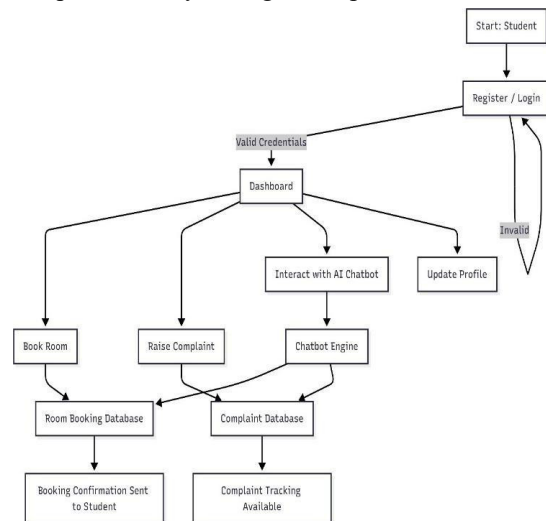 Start: Student
Register / Login
Valid Credentials
Dashboard
Invalid
Interact with AI Chatbot
Update Profile
Book Room
Raise Complaint
Chatbot Engine
Room Booking Database
Complaint Database
Booking Confirmation Sent
to Student
Complaint Tracking
Available